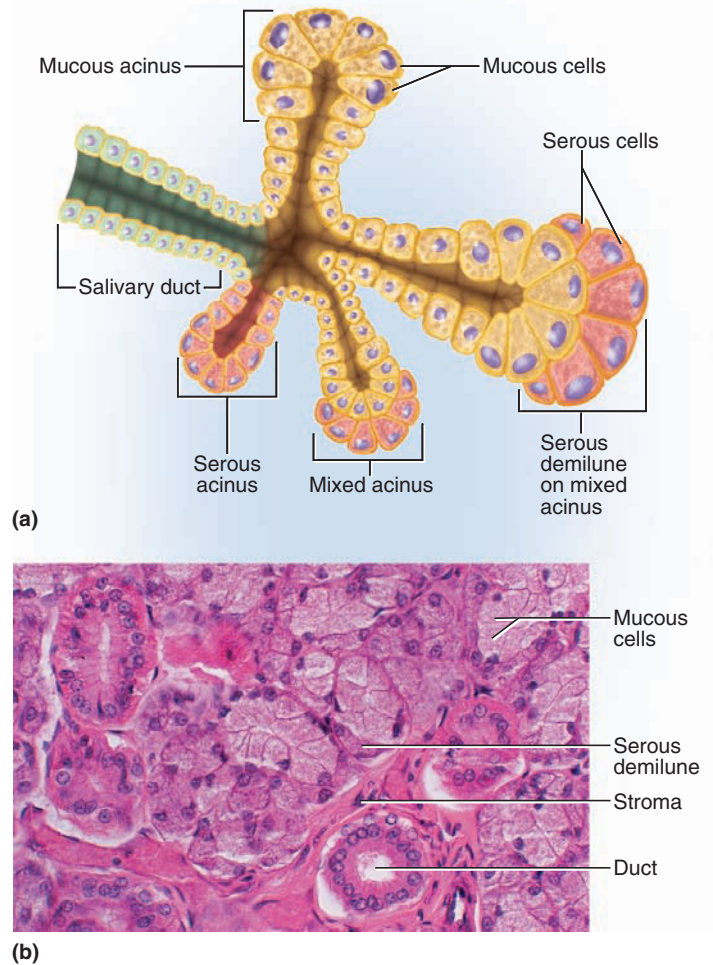 Mucous acinus
Mucous cells
Serous cells
Salivary duct
Serous
acinus
Mixed acinus
Serous
demilune
on mixed
acinus
(a)
Mucous
cells
Serous
demilune
Stroma
Duct
(b)